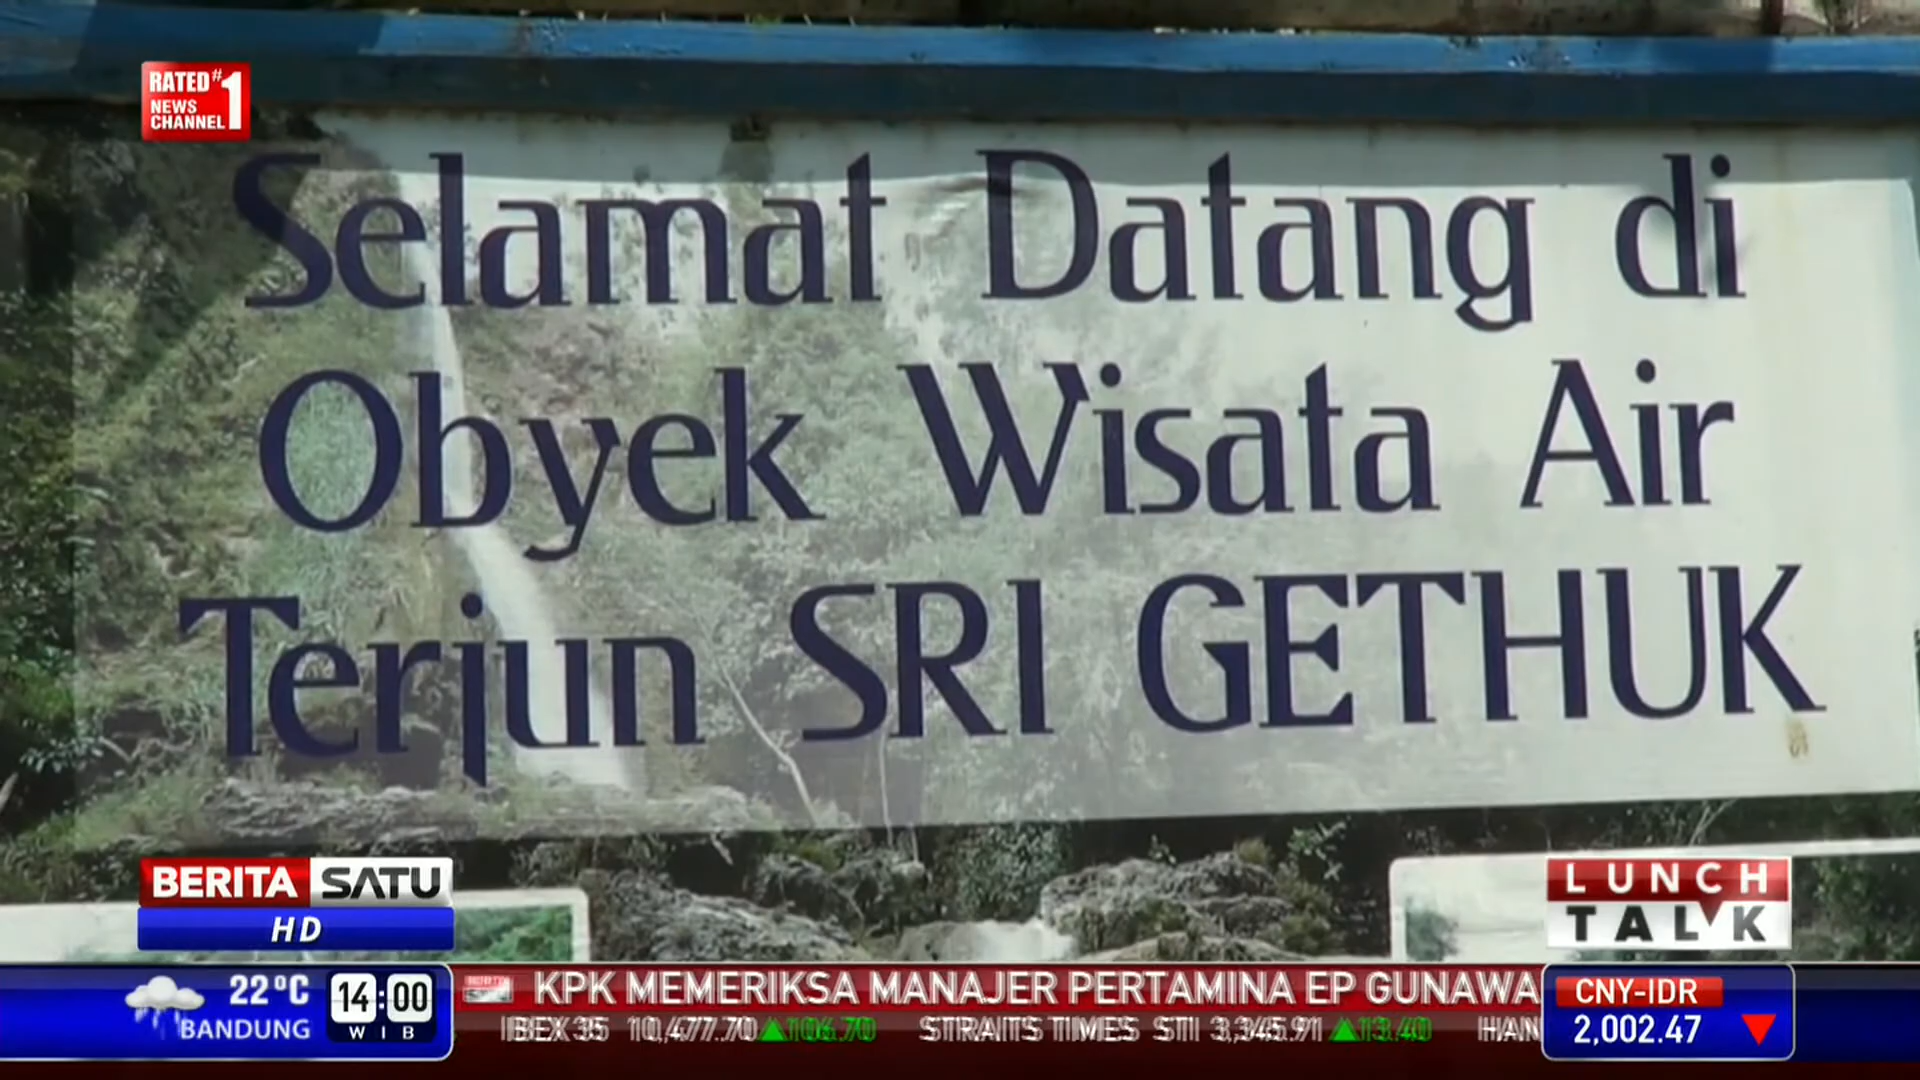 RATED #1
NEWS
CHANNEL
Selamat Datang di
Obyek Wisata Air
Terjun SRI GETHUK
BERITA SATU
HD
LUNCH
TALK
22°C
BANDUNG
14:00
WIB
KPK MEMERIKSA MANAJER PERTAMINA EP GUNAWA
IBEX 35 10,477.70 ▲106.70 STRAITS TIMES STI 3,345.91 ▲13.40 HAN
CNY-IDR
2,002.47 ▼